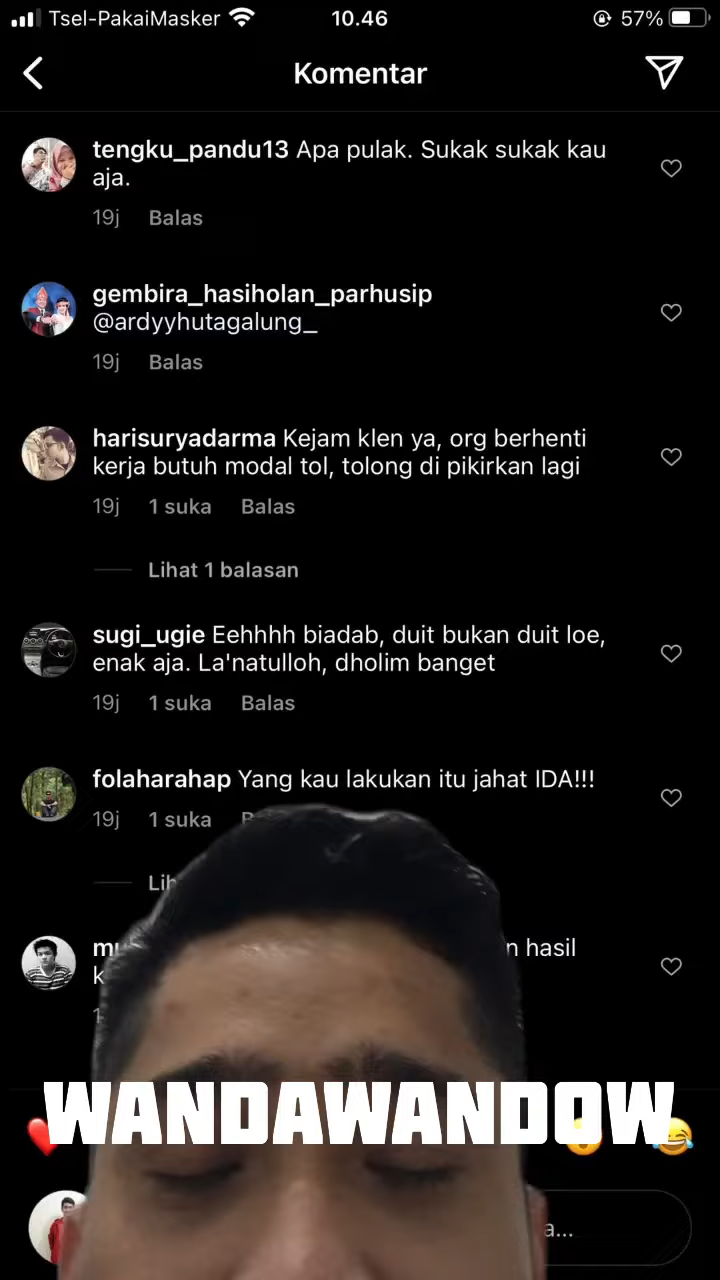 Tsel-PakaiMasker
10.46
57%
Komentar
tengku_pandu13 Apa pulak. Sukak sukak kau
aja.
19j Balas
gembira_hasiholan_parhusip
@ardyyhutagalung_
19j Balas
harisuryadarma Kejam klen ya, org berhenti
kerja butuh modal tol, tolong di pikirkan lagi
19j 1 suka Balas
Lihat 1 balasan
sugi_ugie Eehhhh biadab, duit bukan duit loe,
enak aja. La'natulloh, dholim banget
19j 1 suka Balas
folaharahap Yang kau lakukan itu jahat IDA!!!
19j 1 suka
hasil
WANDAWANDOW